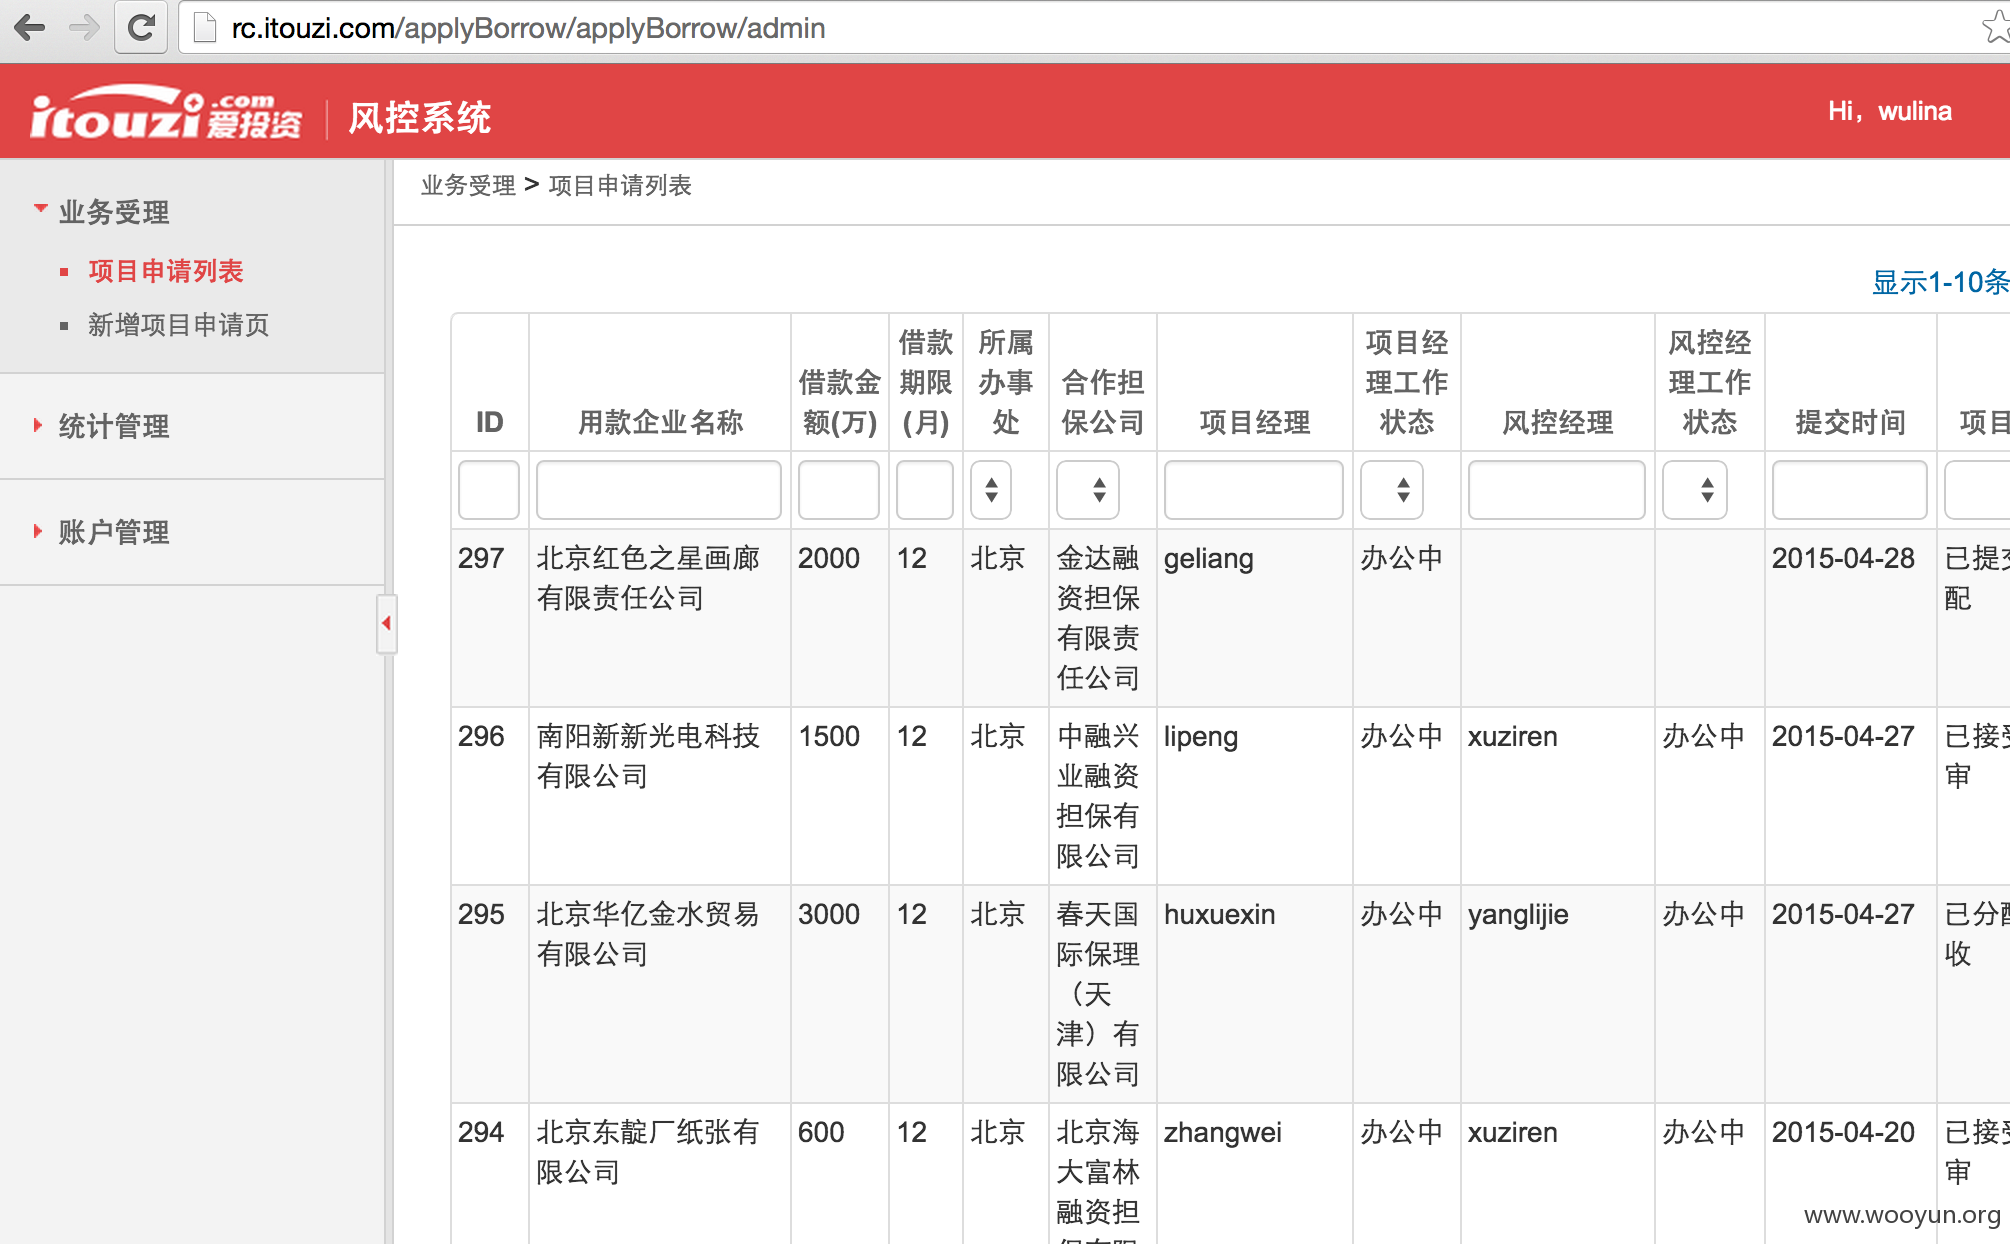 rc.itouzi.com/applyBorrow/applyBorrow/admin
itouzi.com 爱投资 风控系统
Hi，wulina
业务受理
项目申请列表
新增项目申请页
统计管理
账户管理
业务受理 > 项目申请列表
显示1-10条
ID
用款企业名称
借款金
额(万)
借款
期限
(月)
所属
办事
处
合作担
保公司
项目经理
项目经
理工作
状态
风控经理
风控经
理工作
状态
提交时间
项目
297
北京红色之星画廊
有限责任公司
2000
12
北京
金达融
资担保
有限责
任公司
geliang
办公中
2015-04-28
已提交
配
296
南阳新新光电科技
有限公司
1500
12
北京
中融兴
业融资
担保有
限公司
lipeng
办公中
xuziren
办公中
2015-04-27
已接受
审
295
北京华亿金水贸易
有限公司
3000
12
北京
春天国
际保理
（天
津）有
限公司
huxuexin
办公中
yanglijie
办公中
2015-04-27
已分配
收
294
北京东靛厂纸张有
限公司
600
12
北京
北京海
大富林
融资担
保有限
zhangwei
办公中
xuziren
办公中
2015-04-20
已接受
审
www.wooyun.org